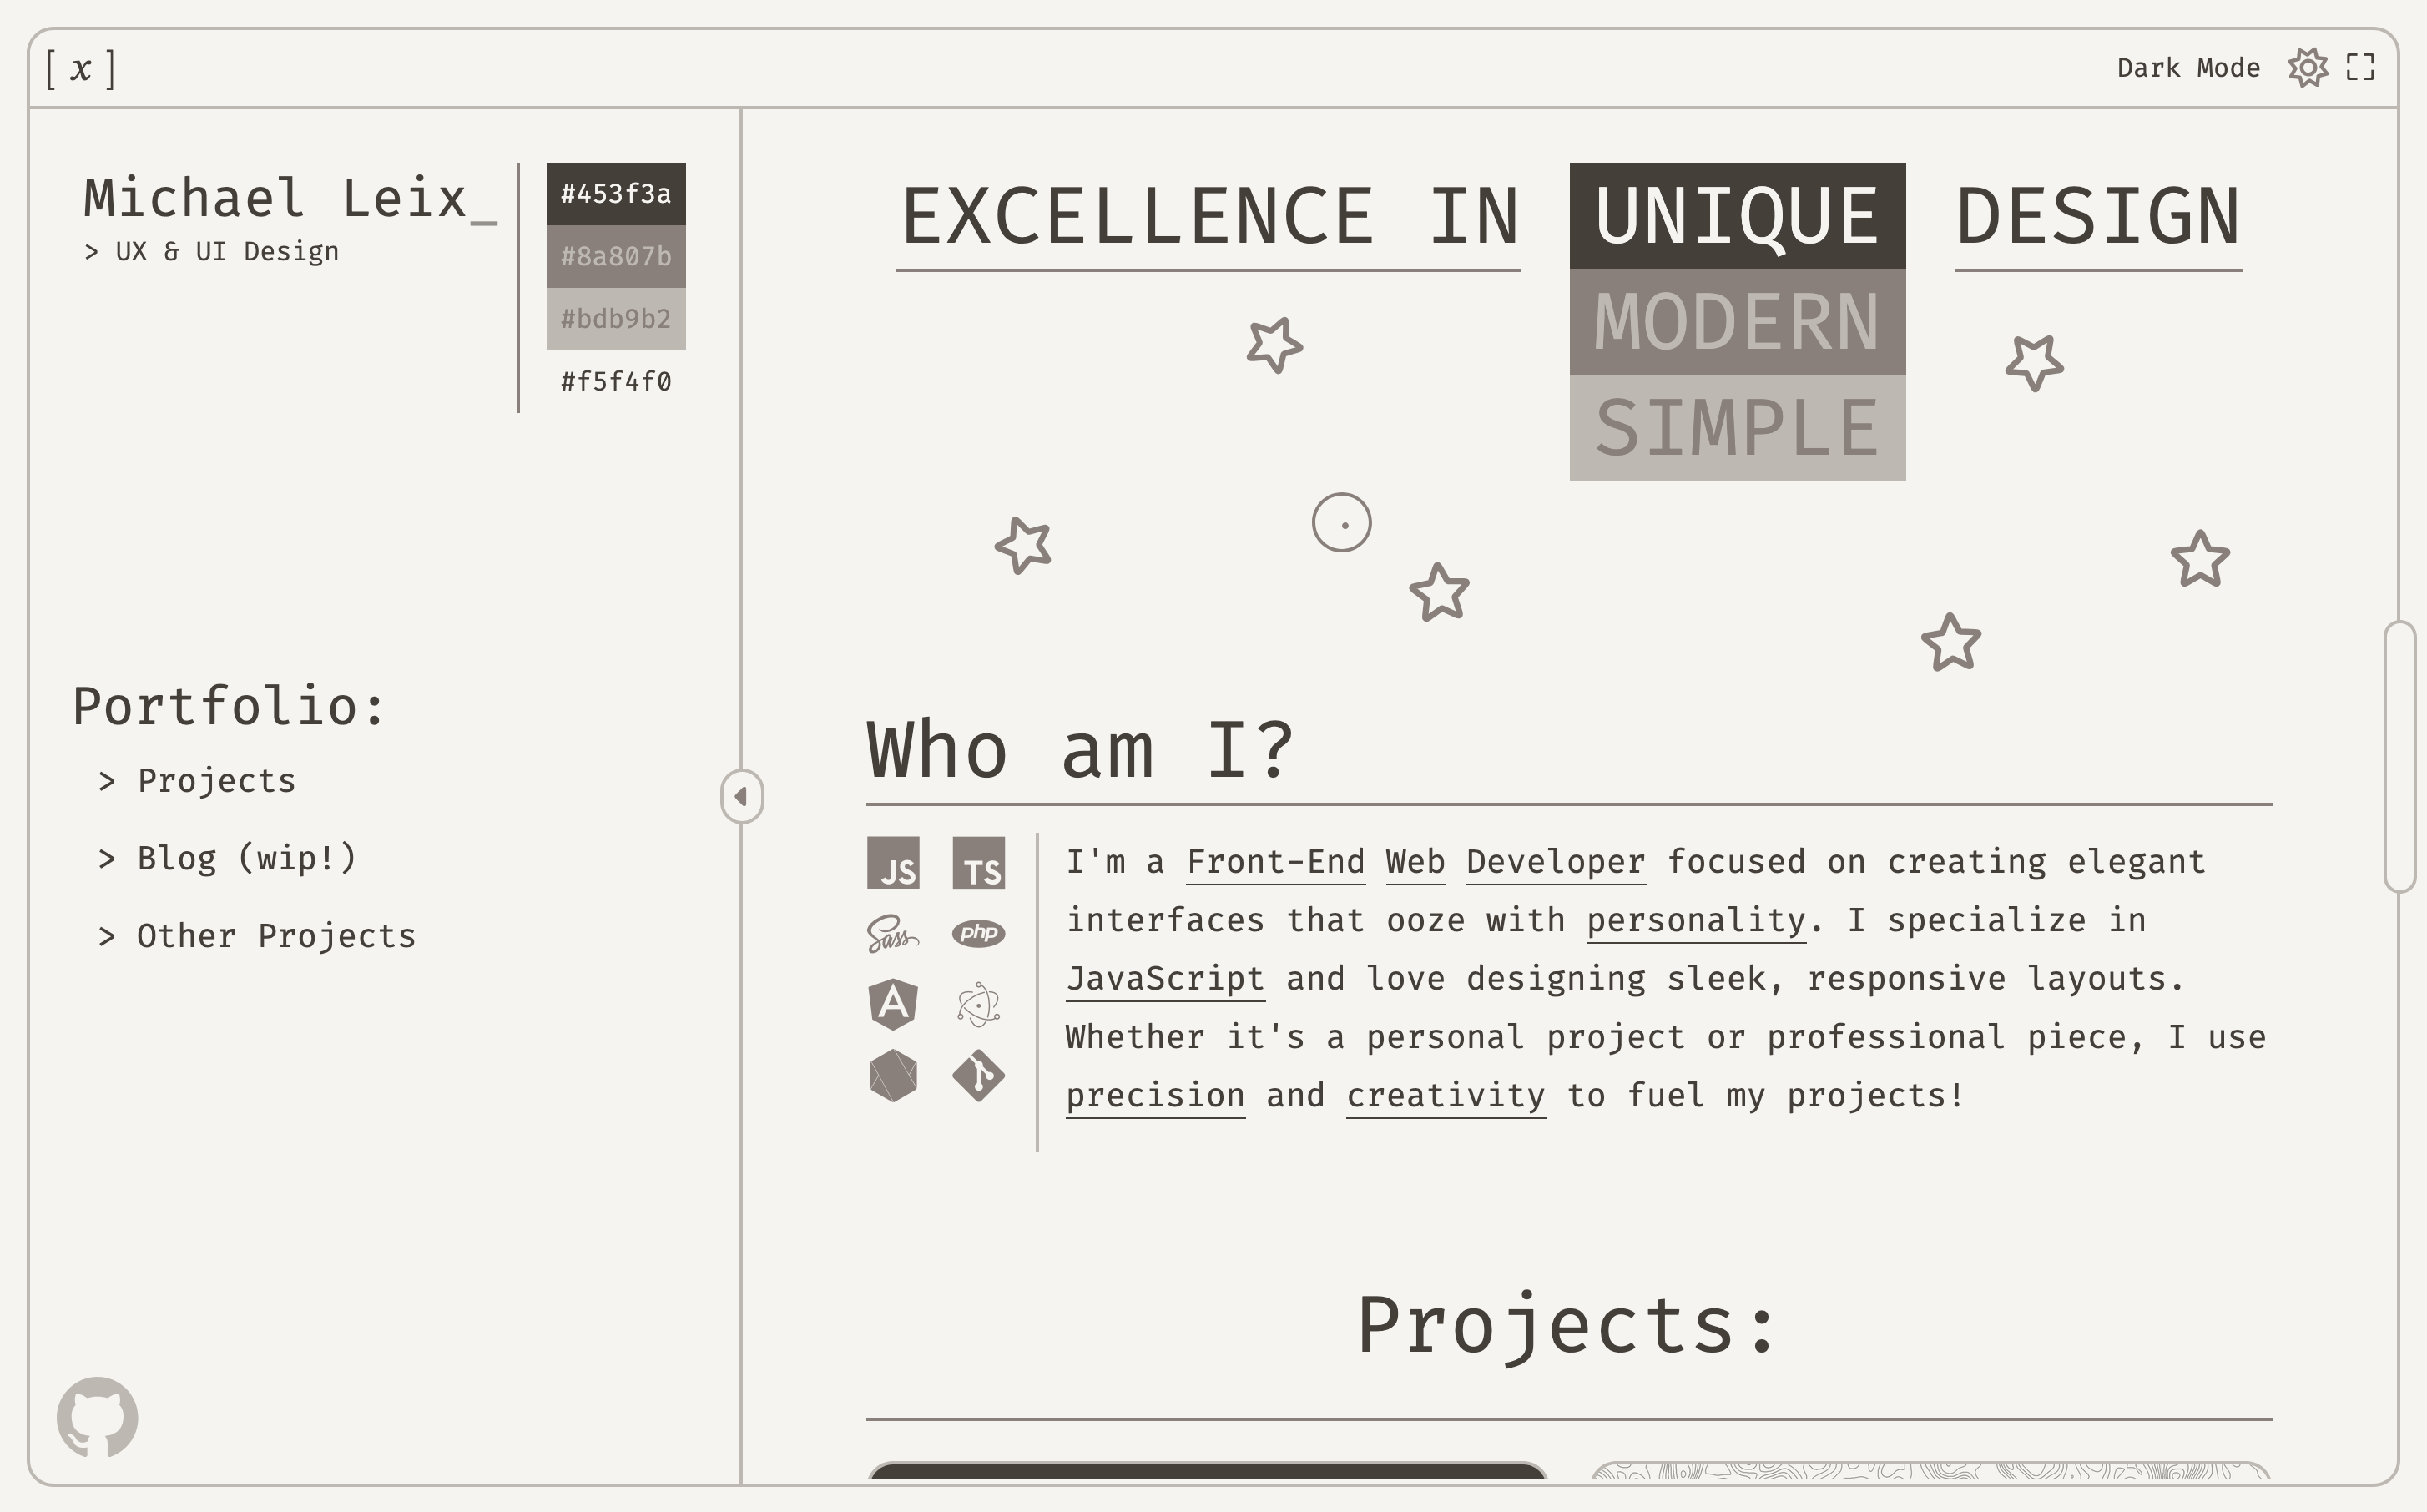 [ x ]
Dark Mode
Michael Leix_
> UX & UI Design
#453f3a
#8a807b
#bdb9b2
#f5f4f0
Portfolio:
> Projects
> Blog (wip!)
> Other Projects
EXCELLENCE IN UNIQUE DESIGN
MODERN
SIMPLE
Who am I?
JS TS
Sass php
A
I'm a Front-End Web Developer focused on creating elegant
interfaces that ooze with personality. I specialize in
JavaScript and love designing sleek, responsive layouts.
Whether it's a personal project or professional piece, I use
precision and creativity to fuel my projects!
Projects: